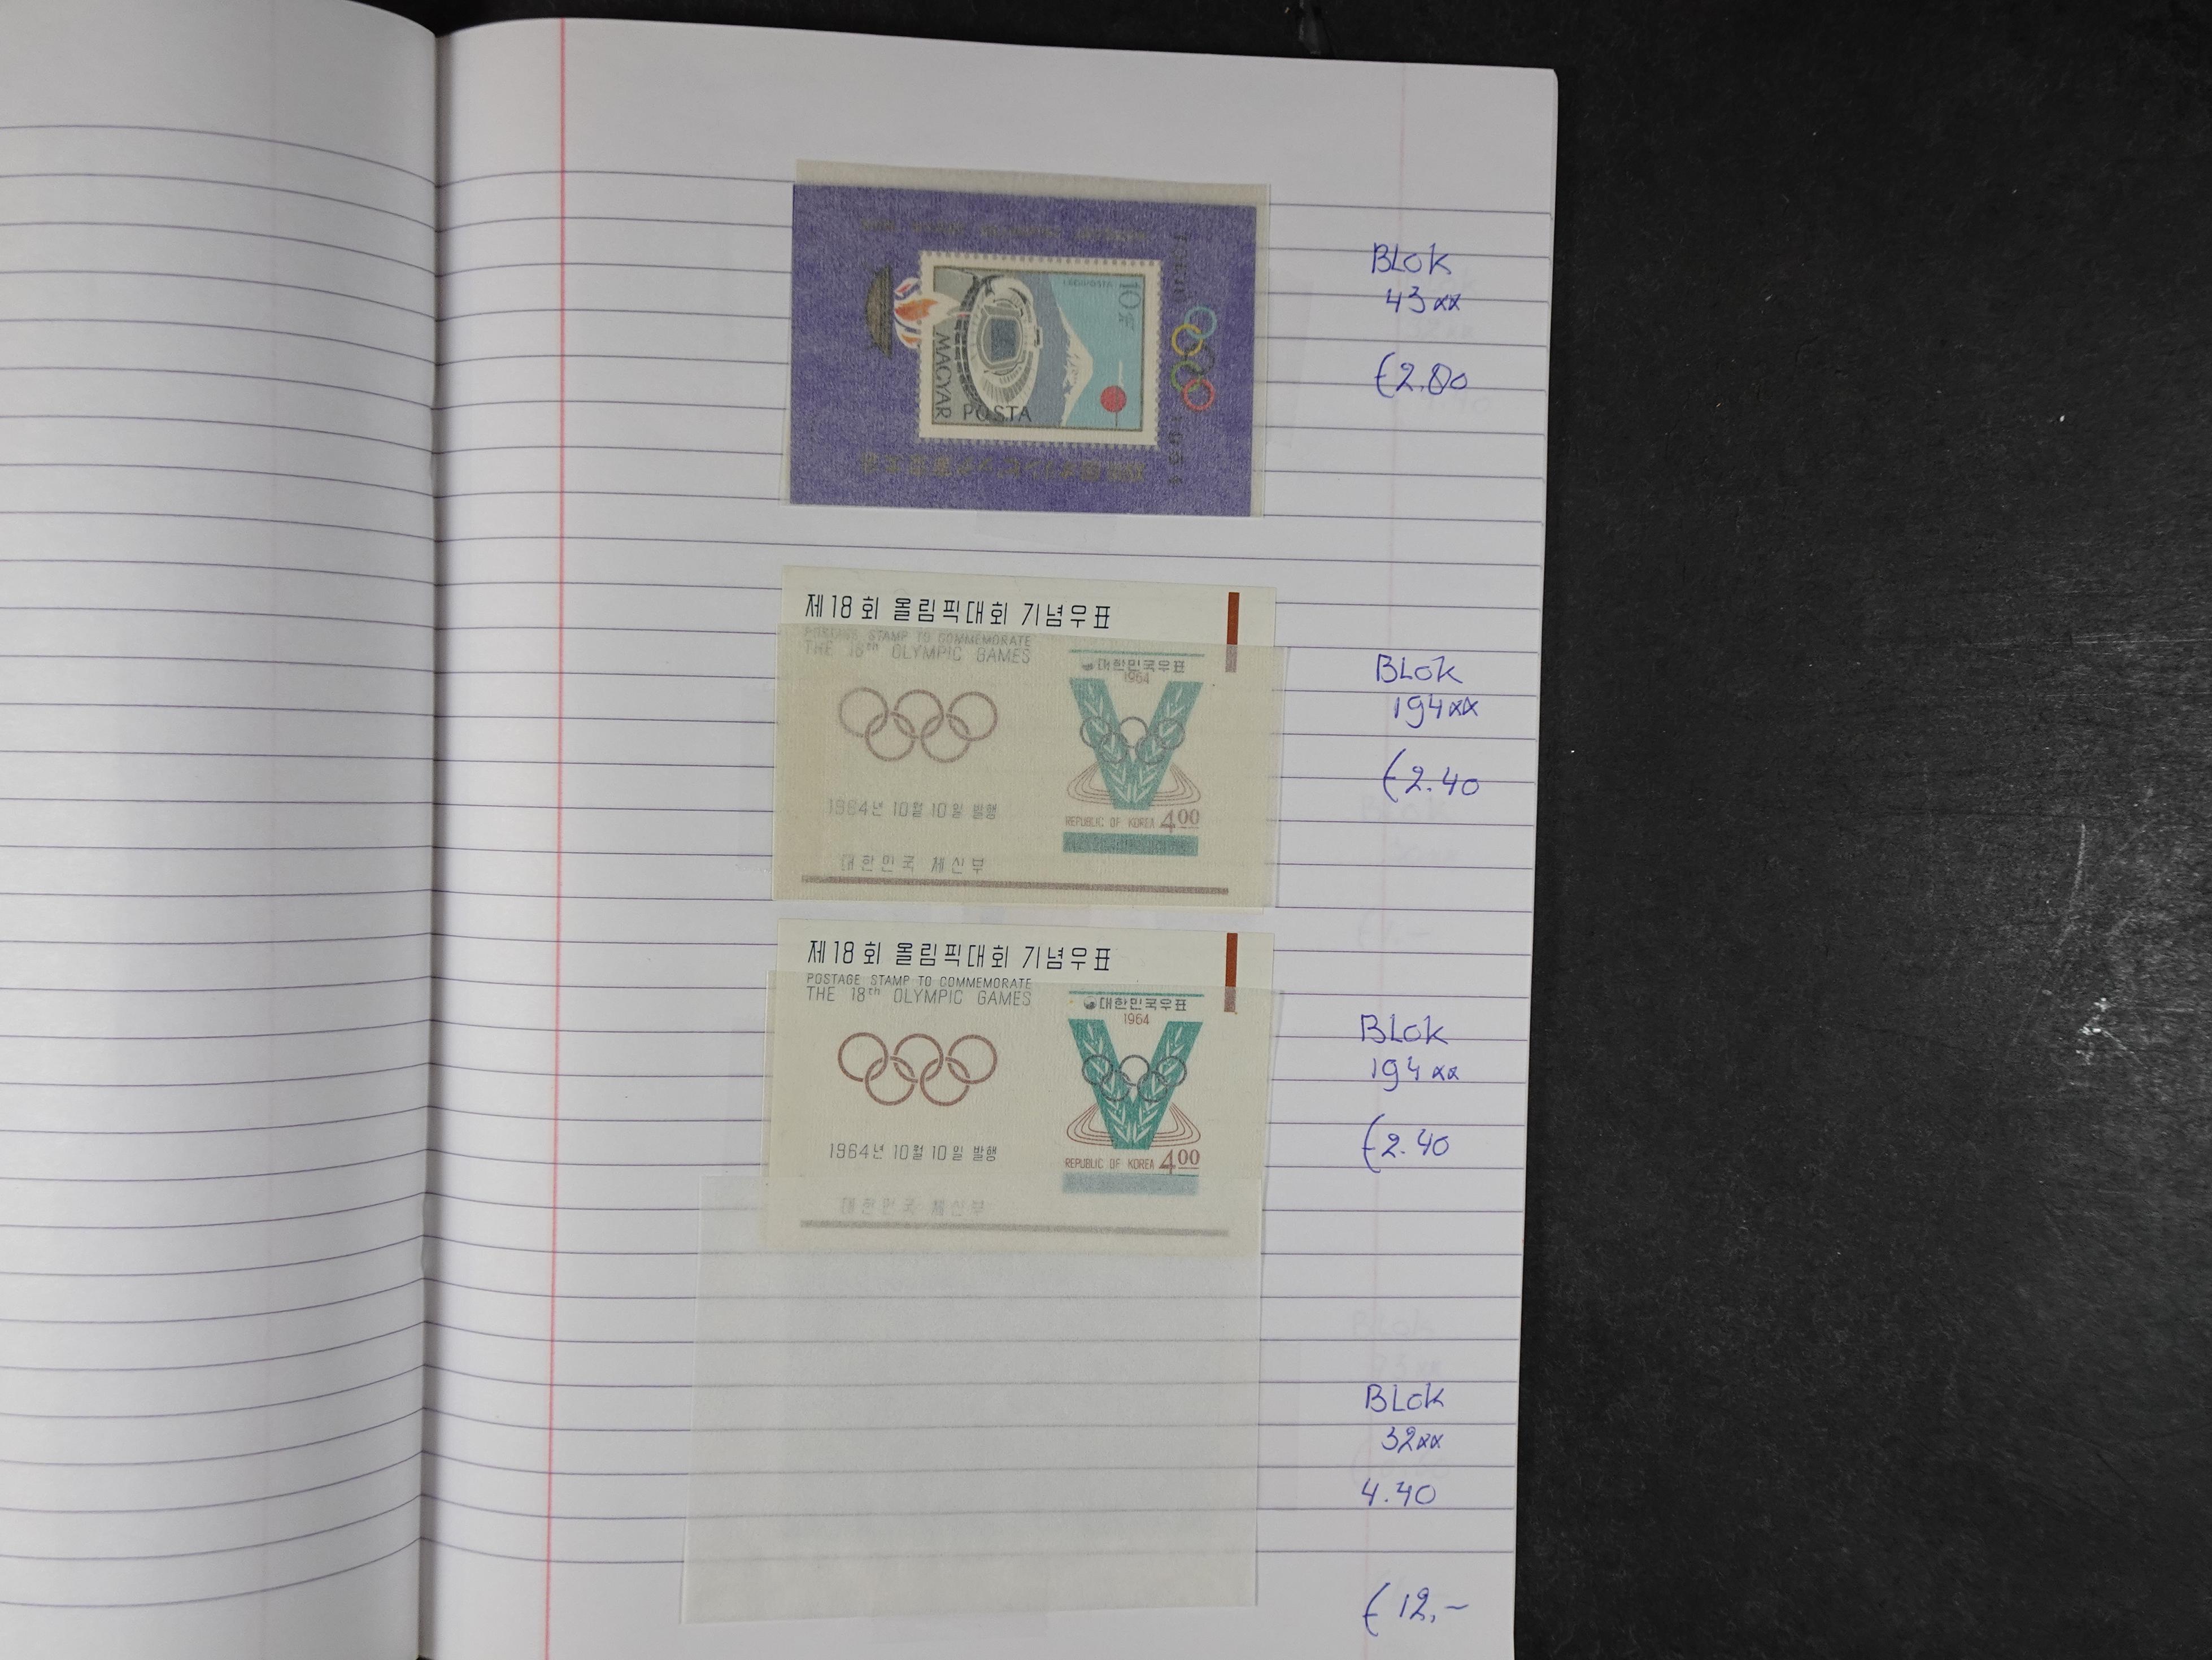 10 Ft
MAGYAR POSTA
BLOK
43xx
€2.80
제18회 올림픽대회 기념우표
POSTAGE STAMP TO COMMEMORATE
THE 18th OLYMPIC GAMES
대한민국우표
1964
1964년 10월 10일 발행
REPUBLIC OF KOREA 400
대한민국 체신부
BLOK
194xx
€2.40
제18회 올림픽대회 기념우표
POSTAGE STAMP TO COMMEMORATE
THE 18th OLYMPIC GAMES
대한민국우표
1964
1964년 10월 10일 발행
REPUBLIC OF KOREA 400
대한민국 체신부
BLOK
194xx
€2.40
BLOK
32xx
4.40
€12,-